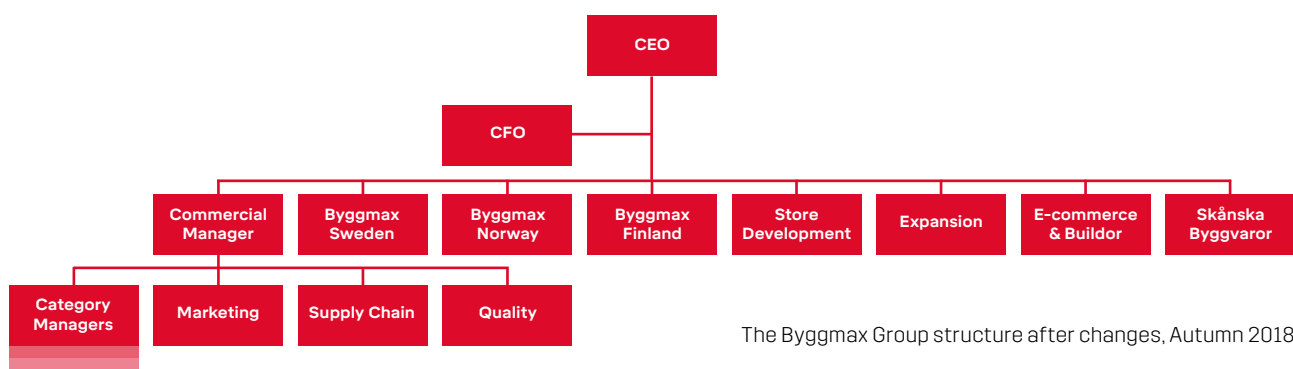 CEO
CFO
Commercial
Manager
Byggmax
Sweden
Byggmax
Norway
Byggmax
Finland
Store
Development
Expansion
E-commerce
& Buildor
Skånska
Byggvaror
Category
Managers
Marketing
Supply Chain
Quality
The Byggmax Group structure after changes, Autumn 2018